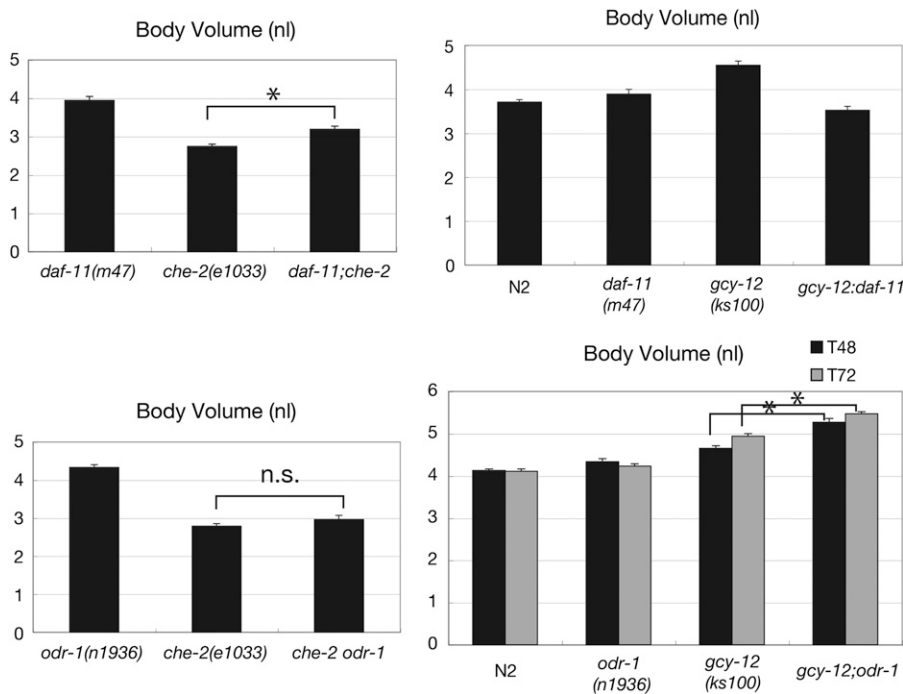 Body Volume (nl)
5
4
3
2
1
0
*
daf-11(m47) che-2(e1033) daf-11;che-2
Body Volume (nl)
5
4
3
2
1
0
N2 daf-11 gcy-12 gcy-12:daf-11
(m47) (ks100)
Body Volume (nl)
5
4
3
2
1
0
n.s.
odr-1(n1936) che-2(e1033) che-2 odr-1
Body Volume (nl)
T48
T72
6
5
4
3
2
1
0
* *
N2 odr-1 gcy-12 gcy-12;odr-1
(n1936) (ks100)